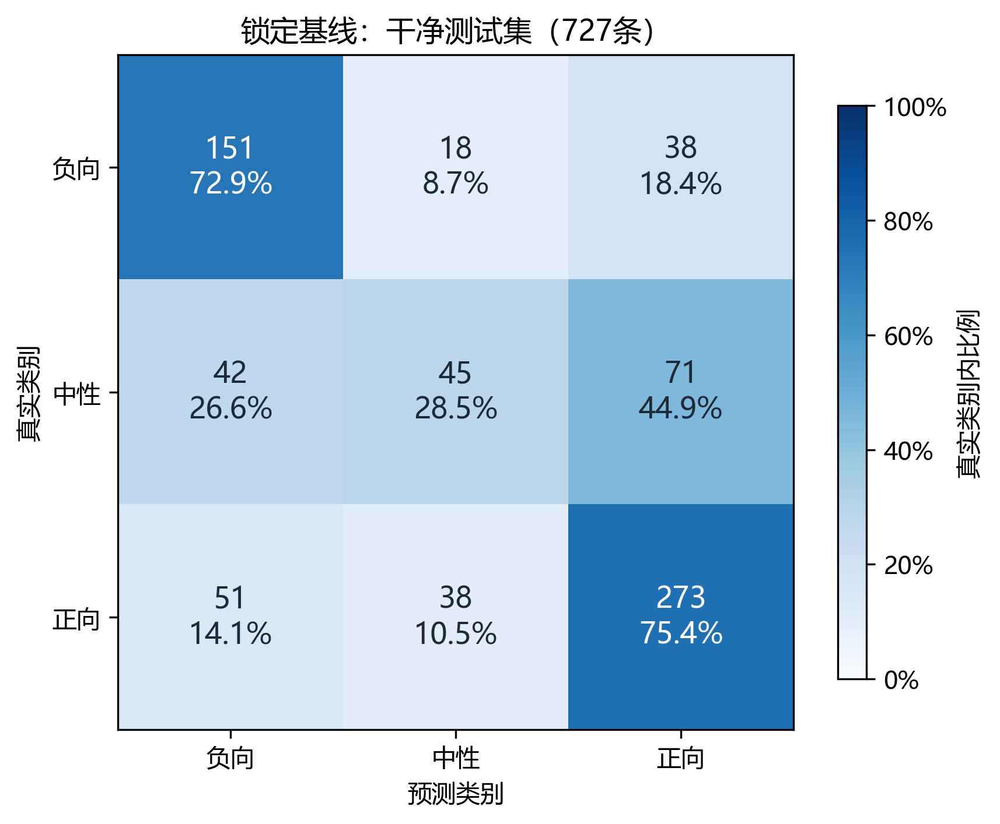 锁定基线：干净测试集（727条）
负向
151
72.9%
18
8.7%
38
18.4%
中性
42
26.6%
45
28.5%
71
44.9%
正向
51
14.1%
38
10.5%
273
75.4%
负向
中性
正向
预测类别
真实类别
100%
80%
60%
40%
20%
0%
真实类别内比例